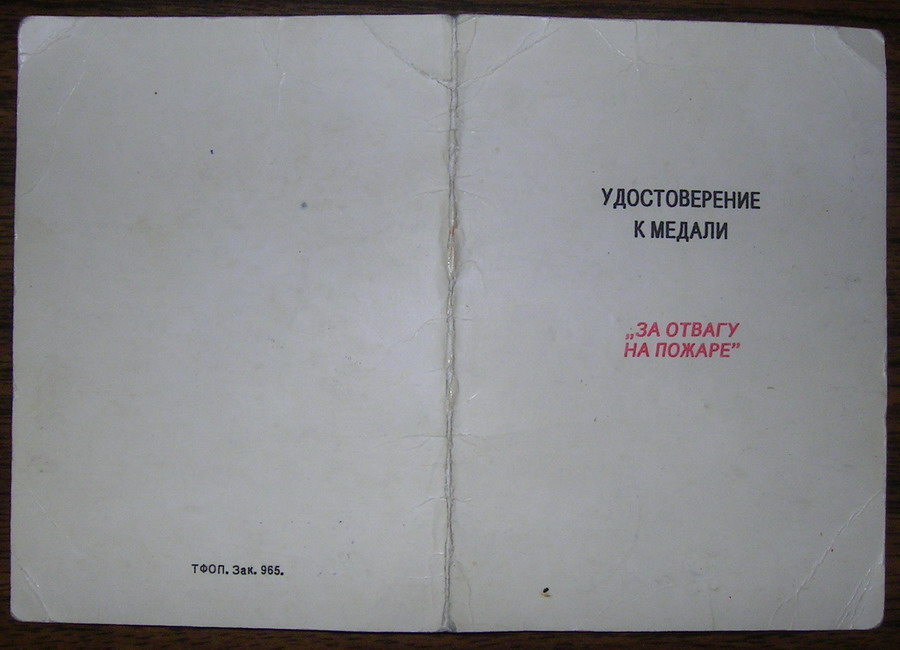 УДОСТОВЕРЕНИЕ
К МЕДАЛИ
„ЗА ОТВАГУ
НА ПОЖАРЕ”
ТФОП. Зак. 965.